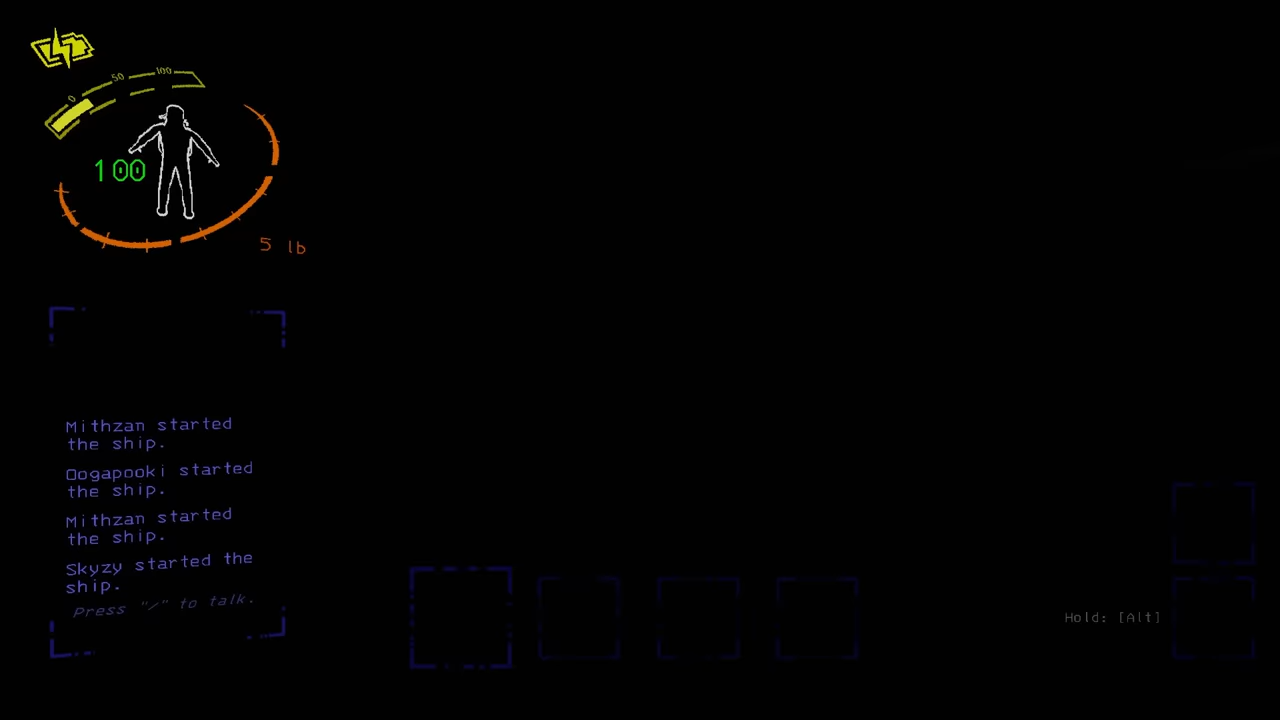 0 50 100
100
5 lb
Mithzan started
the ship.
Oogapooki started
the ship.
Mithzan started
the ship.
Skyzy started the
ship.
Press "/" to talk.
Hold: [Alt]